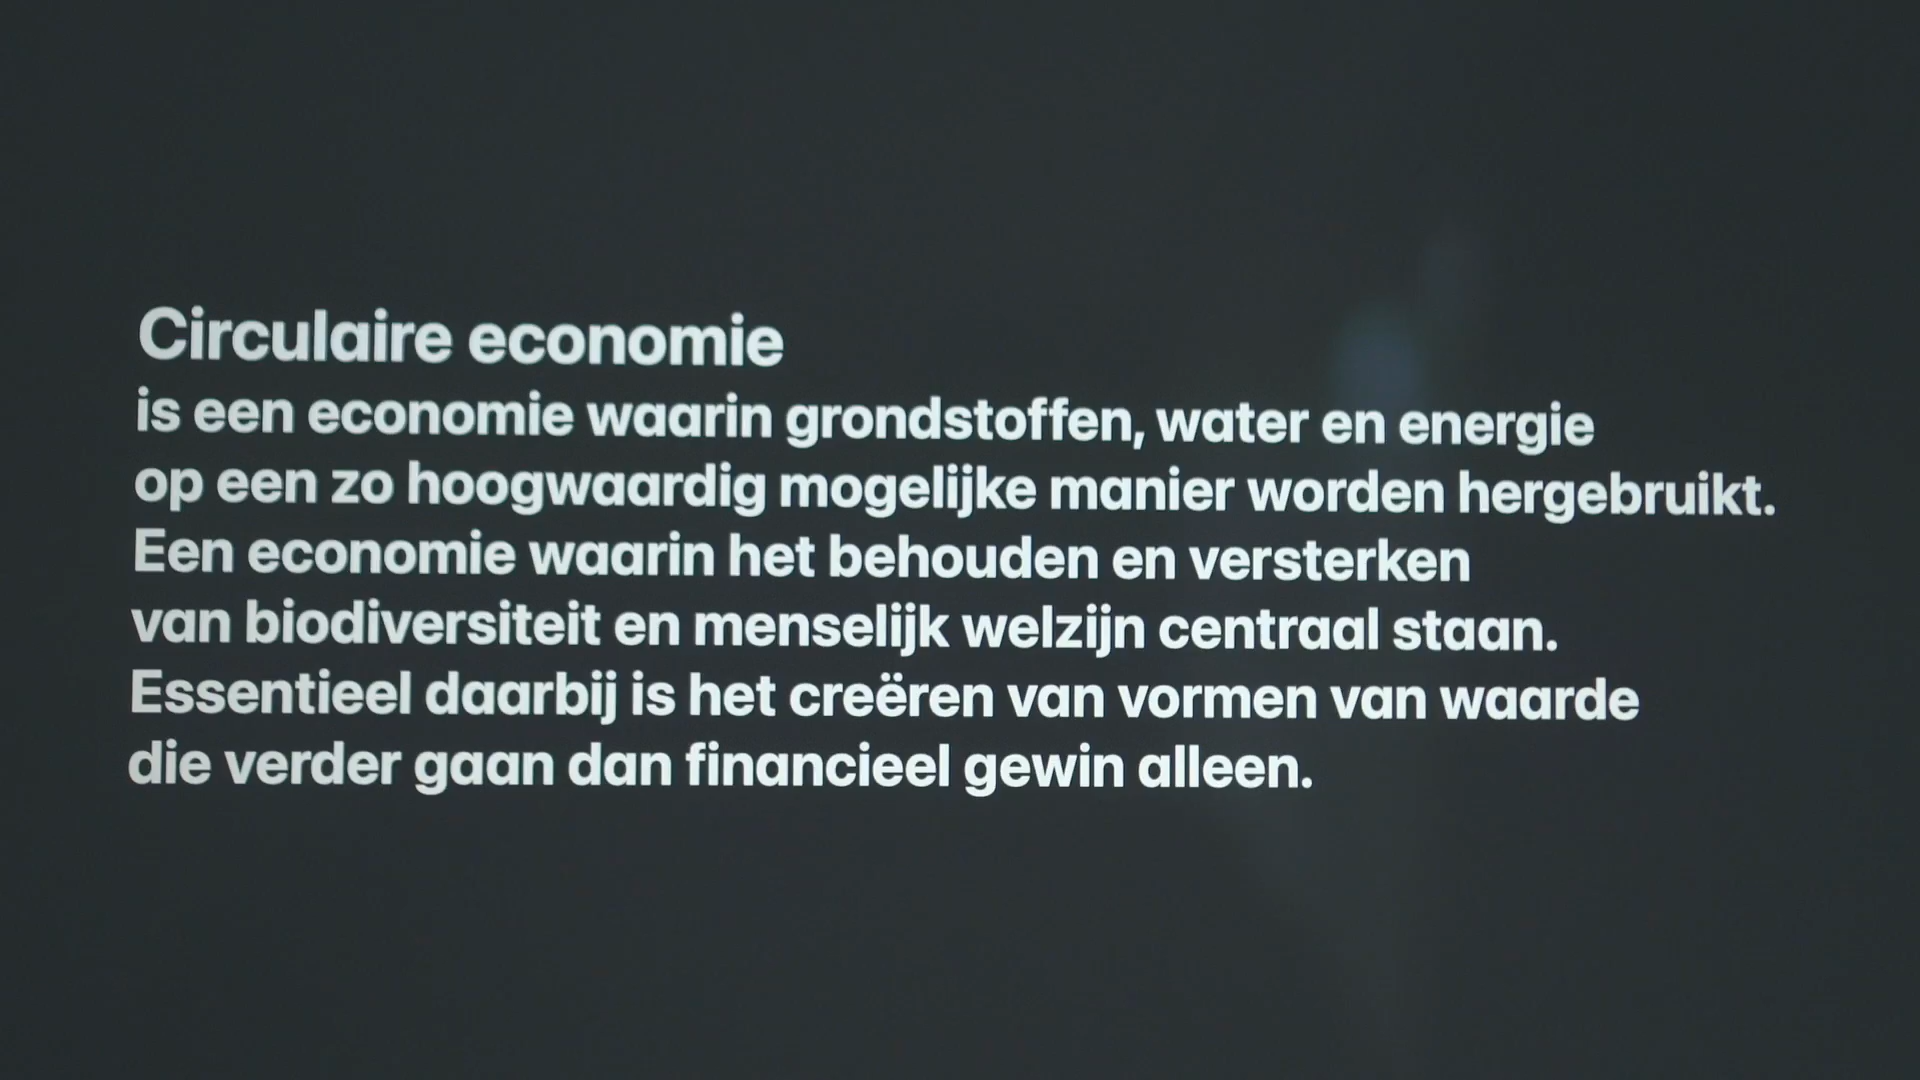 Circulaire economie
is een economie waarin grondstoffen, water en energie
op een zo hoogwaardig mogelijke manier worden hergebruikt.
Een economie waarin het behouden en versterken
van biodiversiteit en menselijk welzijn centraal staan.
Essentieel daarbij is het creëren van vormen van waarde
die verder gaan dan financieel gewin alleen.